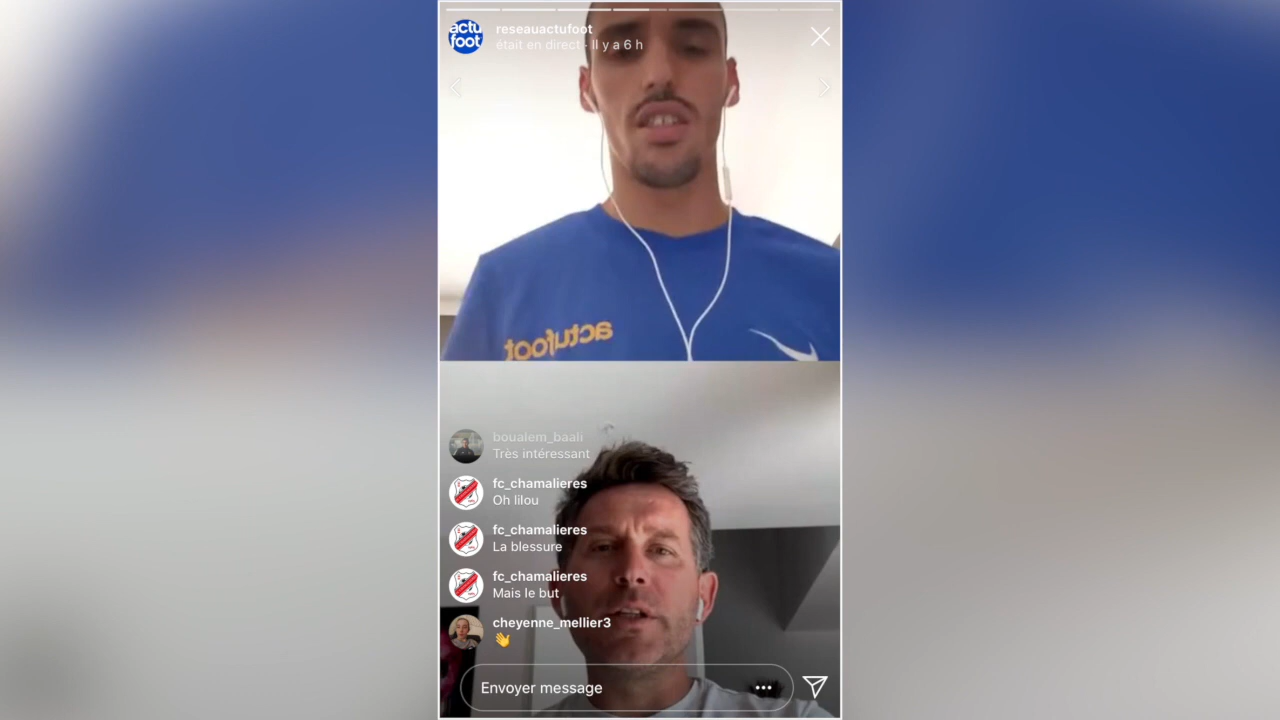 actu
foot
reseauactufoot
était en direct · Il y a 6 h
actufoot
boualem_baali
Très intéressant
fc_chamalieres
Oh lilou
fc_chamalieres
La blessure
fc_chamalieres
Mais le but
cheyenne_mellier3
👋
Envoyer message